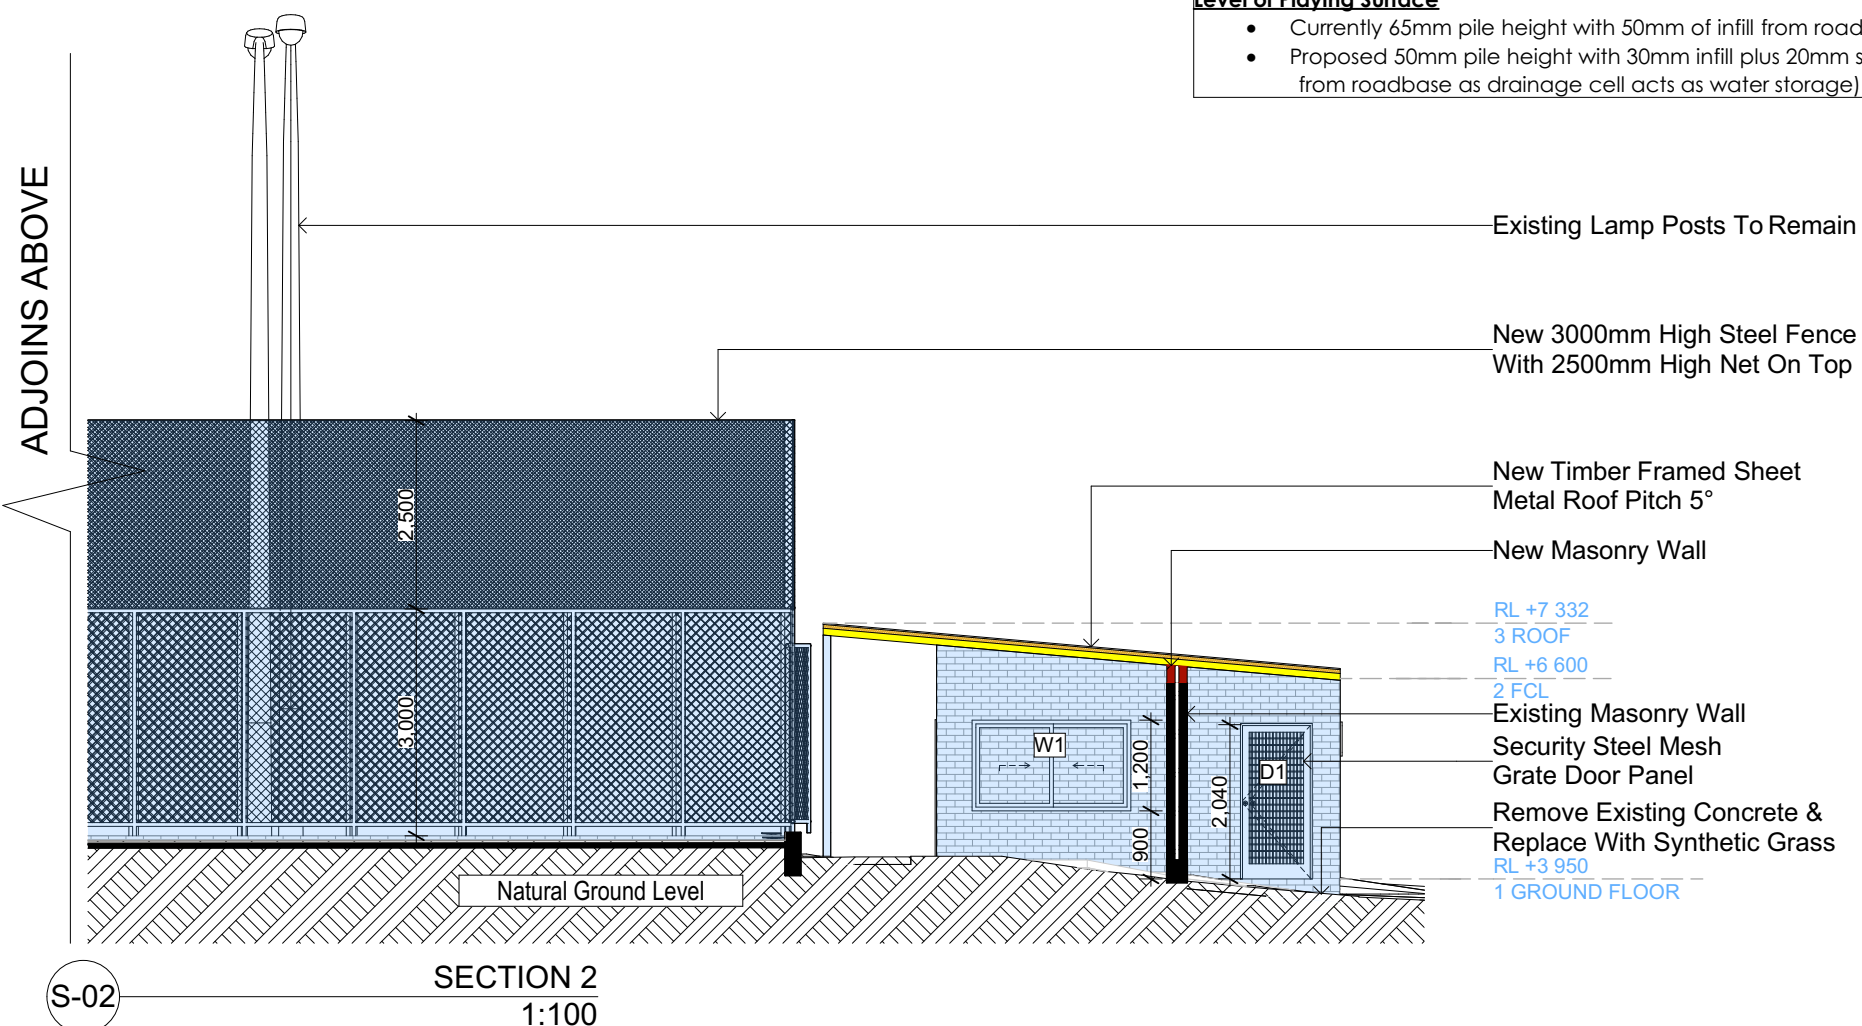 Level of Playing Surface
• Currently 65mm pile height with 50mm of infill from road
• Proposed 50mm pile height with 30mm infill plus 20mm s
from roadbase as drainage cell acts as water storage)
ADJOINS ABOVE
Existing Lamp Posts To Remain
New 3000mm High Steel Fence
With 2500mm High Net On Top
New Timber Framed Sheet
Metal Roof Pitch 5°
New Masonry Wall
RL +7 332
3 ROOF
RL +6 600
2 FCL
Existing Masonry Wall
Security Steel Mesh
Grate Door Panel
Remove Existing Concrete &
Replace With Synthetic Grass
RL +3 950
1 GROUND FLOOR
2,500
3,000
W1
1,200
900
2,040
D1
Natural Ground Level
S-02
SECTION 2
1:100